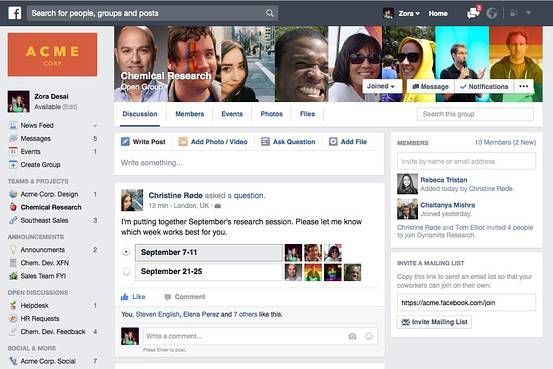 Search for people, groups and posts
Zora
Home
3
ACME
CORP.
Chemical Research
Open Group
Joined
Message
Notifications
Zora Desai
Available (Edit)
Discussion
Members
Events
Photos
Files
Search this group
News Feed
Messages 5
Events 1
Create Group
TEAMS & PROJECTS
Acme Corp. Design 1
Chemical Research
Southeast Sales 3
ANNOUNCEMENTS
Announcements 2
Chem. Dev. XFN
Sales Team FYI
OPEN DISCUSSIONS
Helpdesk 1
HR Requests
Chem. Dev. Feedback 4
SOCIAL & MORE
Acme Corp. Social 7
Write Post
Add Photo / Video
Ask Question
Add File
Write something...
Christine Røde asked a question.
12 min · London, UK ·
I'm putting together September's research session. Please let me know
which week works best for you.
September 7-11
September 21-25
Like
Comment
You, Steven English, Elena Perez and 7 others like this.
Write a comment...
Press Enter to post.
MEMBERS
10 Members (2 New)
Invite by name or email address
Rebeca Tristan
Added today by Christine Røde.
Chaitanya Mishra
Joined yesterday.
Christine Røde and Tom Elliot invited 4 people
to join Dynamite Research.
INVITE A MAILING LIST
Copy this link to send an email list so that your
coworkers can join on their own:
https://acme.facebook.com/join
Invite Mailing List